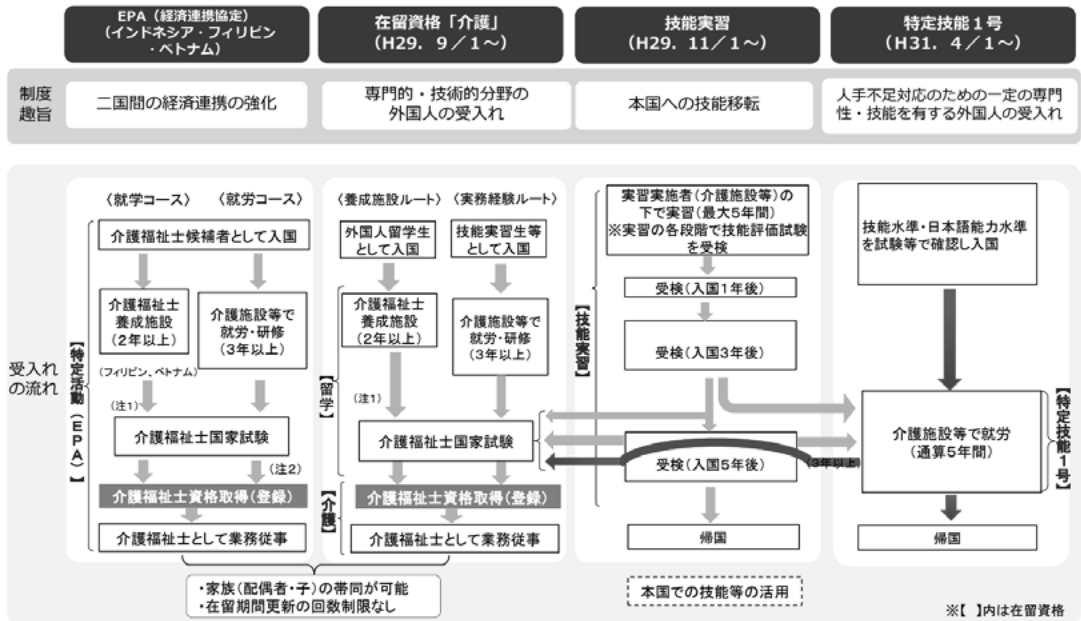 EPA（経済連携協定）
（インドネシア・フィリピン
・ベトナム）
在留資格「介護」
（H29．９／１～）
技能実習
（H29．11／１～）
特定技能１号
（H31．４／１～）
制度
趣旨
二国間の経済連携の強化
専門的・技術的分野の
外国人の受入れ
本国への技能移転
人手不足対応のための一定の専門
性・技能を有する外国人の受入れ
受入れ
の流れ
【特定活動（EPA）】
〈就学コース〉
〈就労コース〉
介護福祉士候補者として入国
介護福祉士
養成施設
（2年以上）
介護施設等で
就労・研修
（3年以上）
（フィリピン、ベトナム）
（注1）
介護福祉士国家試験
（注2）
介護福祉士資格取得（登録）
介護福祉士として業務従事
〈養成施設ルート〉
〈実務経験ルート〉
外国人留学生
として入国
技能実習生等
として入国
【留学】
介護福祉士
養成施設
（2年以上）
介護施設等で
就労・研修
（3年以上）
（注1）
介護福祉士国家試験
【介護】
介護福祉士資格取得（登録）
介護福祉士として業務従事
・家族（配偶者・子）の帯同が可能
・在留期間更新の回数制限なし
【技能実習】
実習実施者（介護施設等）の
下で実習（最大5年間）
※実習の各段階で技能評価試験
を受検
受検（入国1年後）
受検（入国3年後）
受検（入国5年後）
（3年以上）
帰国
本国での技能等の活用
技能水準・日本語能力水準
を試験等で確認し入国
介護施設等で就労
（通算5年間）
【特定技能1号】
帰国
※【　】内は在留資格